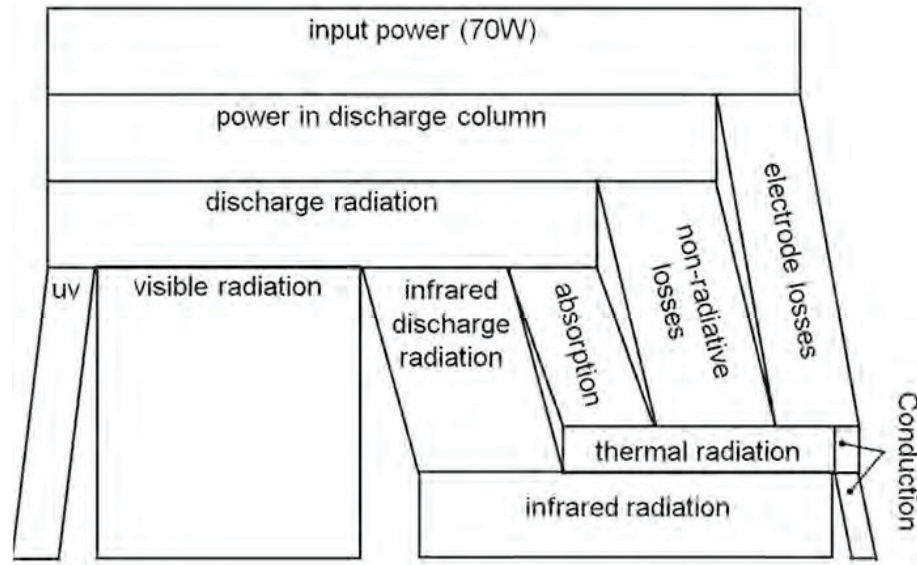 input power (70W)
power in discharge column
discharge radiation
electrode losses
non-radiative
losses
uv
visible radiation
infrared
discharge
radiation
absorption
Conduction
thermal radiation
infrared radiation